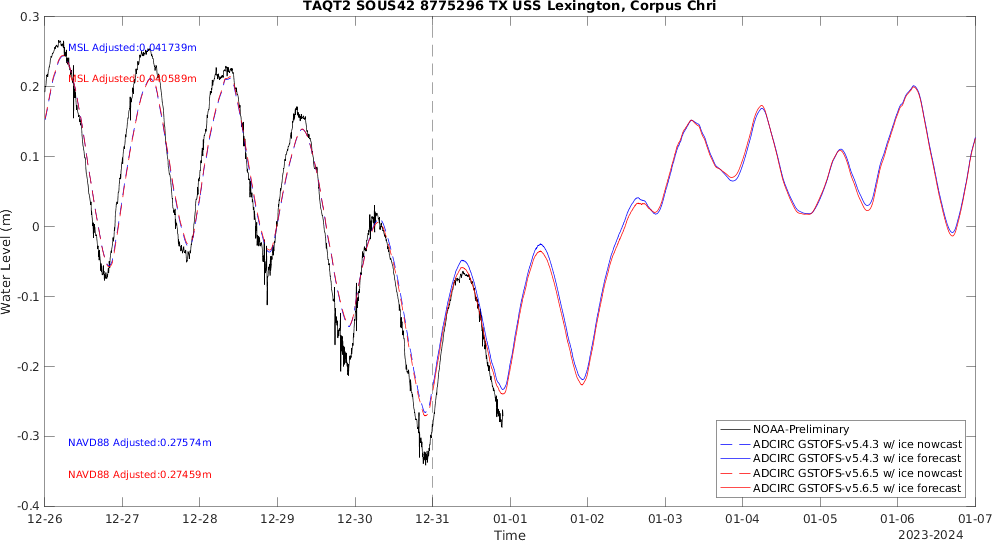 TAQT2 SOUS42 8775296 TX USS Lexington, Corpus Chri
0.3
0.2
0.1
0
-0.1
-0.2
-0.3
-0.4
Water Level (m)
MSL Adjusted:0.041739m
MSL Adjusted:0.040589m
NAVD88 Adjusted:0.27574m
NAVD88 Adjusted:0.27459m
NOAA-Preliminary
ADCIRC GSTOFS-v5.4.3 w/ ice nowcast
ADCIRC GSTOFS-v5.4.3 w/ ice forecast
ADCIRC GSTOFS-v5.6.5 w/ ice nowcast
ADCIRC GSTOFS-v5.6.5 w/ ice forecast
12-26 12-27 12-28 12-29 12-30 12-31 01-01 01-02 01-03 01-04 01-05 01-06 01-07
Time
2023-2024